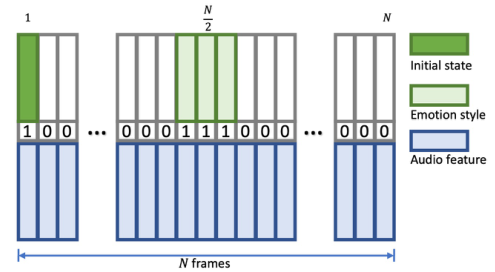 1
N/2
N
Initial state
Emotion style
1 0 0 ... 0 0 0 1 1 1 0 0 0 ... 0 0 0
Audio feature
N frames